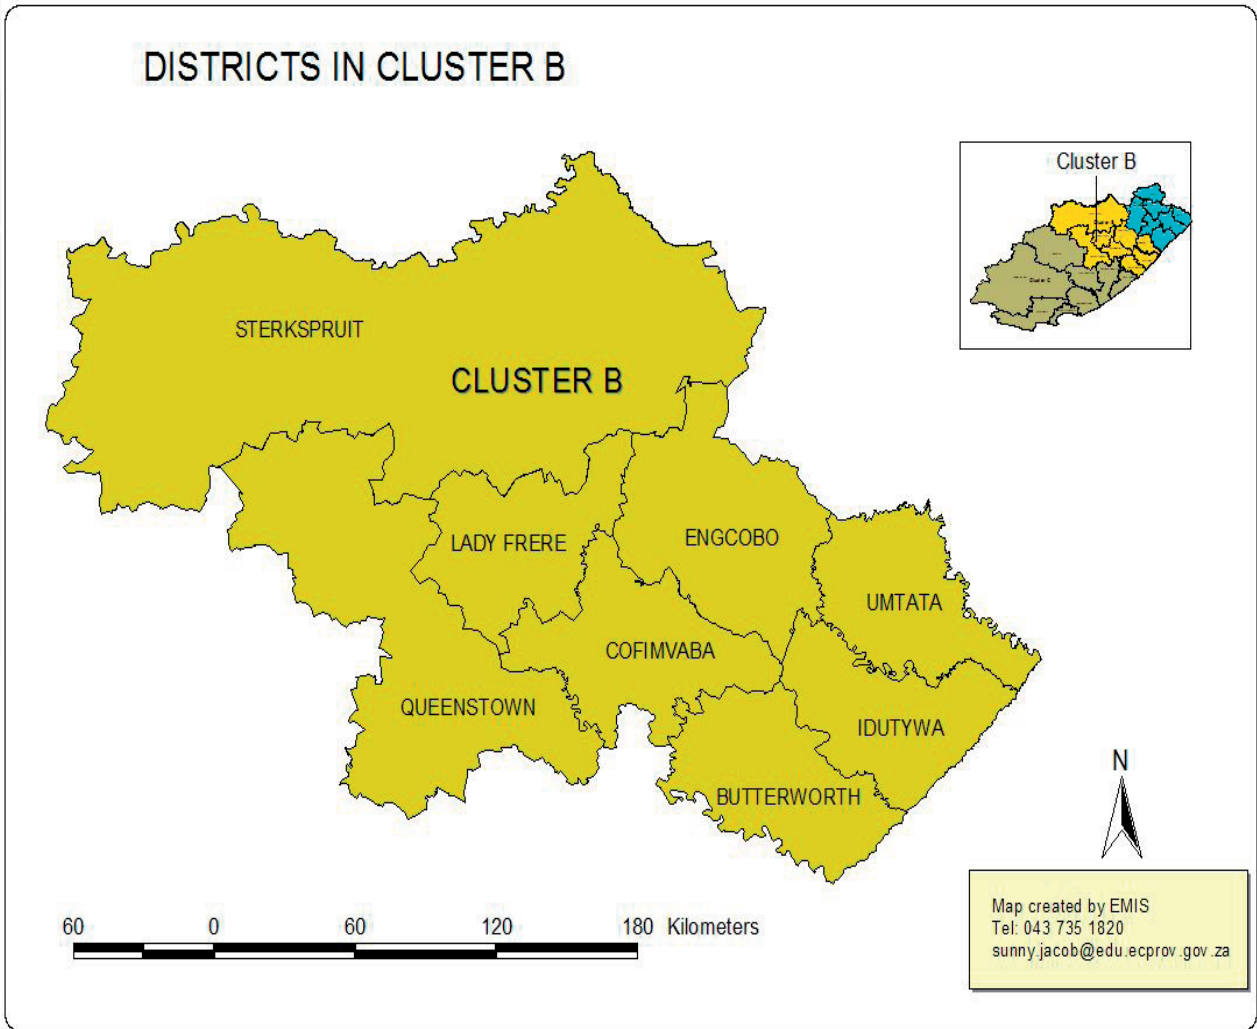 DISTRICTS IN CLUSTER B
Cluster B
STERKSPRUIT
CLUSTER B
LADY FRERE
ENGCOBO
UMTATA
COFIMVABA
QUEENSTOWN
IDUTYWA
BUTTERWORTH
N
60 0 60 120 180 Kilometers
Map created by EMIS
Tel: 043 735 1820
sunny.jacob@edu.ecprov.gov.za